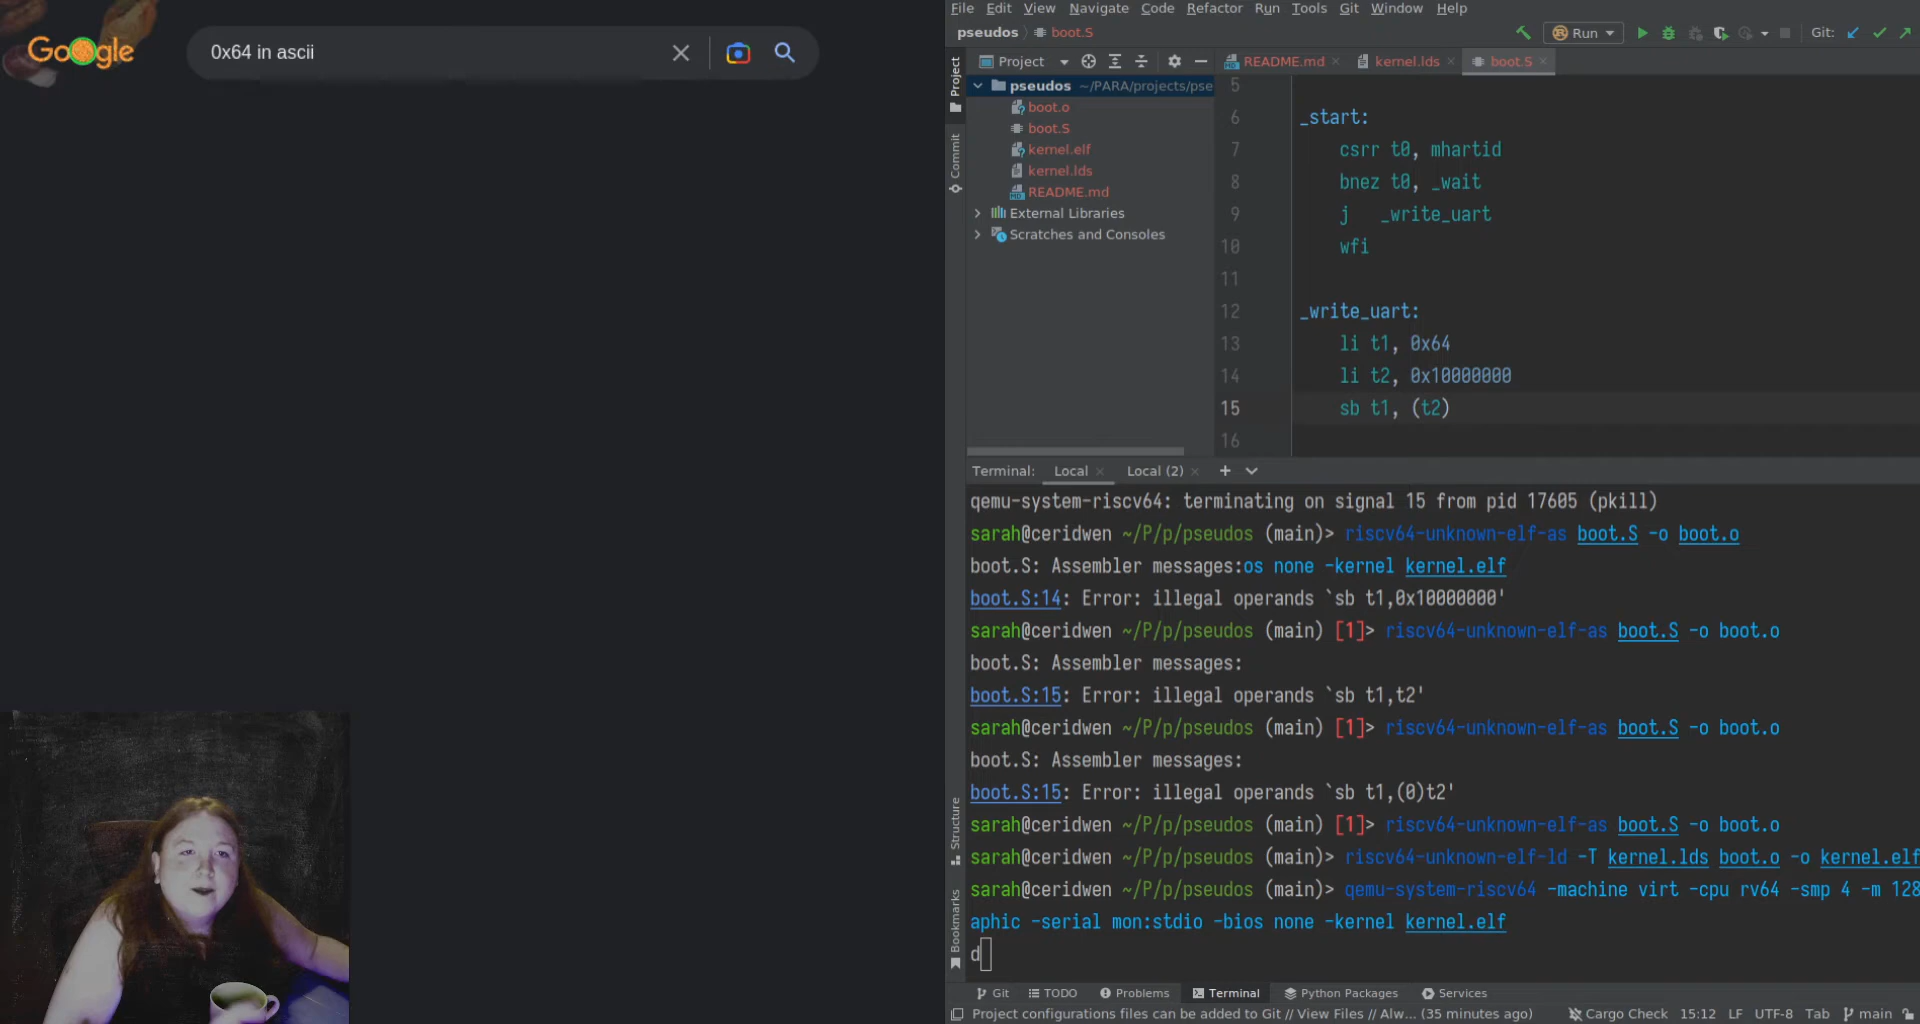 Google
0x64 in ascii
File Edit View Navigate Code Refactor Run Tools Git Window Help
pseudos boot.S
Run
Git:
Project
README.md
kernel.lds
boot.S
Project
Commit
pseudos ~/PARA/projects/pse
boot.o
boot.S
kernel.elf
kernel.lds
README.md
External Libraries
Scratches and Consoles
5
6 _start:
7 csrr t0, mhartid
8 bnez t0, _wait
9 j _write_uart
10 wfi
11
12 _write_uart:
13 li t1, 0x64
14 li t2, 0x10000000
15 sb t1, (t2)
16
Terminal: Local Local (2)
qemu-system-riscv64: terminating on signal 15 from pid 17605 (pkill)
sarah@ceridwen ~/P/p/pseudos (main)> riscv64-unknown-elf-as boot.S -o boot.o
boot.S: Assembler messages:os none -kernel kernel.elf
boot.S:14: Error: illegal operands `sb t1,0x10000000'
sarah@ceridwen ~/P/p/pseudos (main) [1]> riscv64-unknown-elf-as boot.S -o boot.o
boot.S: Assembler messages:
boot.S:15: Error: illegal operands `sb t1,t2'
sarah@ceridwen ~/P/p/pseudos (main) [1]> riscv64-unknown-elf-as boot.S -o boot.o
boot.S: Assembler messages:
boot.S:15: Error: illegal operands `sb t1,(0)t2'
sarah@ceridwen ~/P/p/pseudos (main) [1]> riscv64-unknown-elf-as boot.S -o boot.o
sarah@ceridwen ~/P/p/pseudos (main)> riscv64-unknown-elf-ld -T kernel.lds boot.o -o kernel.elf
sarah@ceridwen ~/P/p/pseudos (main)> qemu-system-riscv64 -machine virt -cpu rv64 -smp 4 -m 128
aphic -serial mon:stdio -bios none -kernel kernel.elf
d
Structure
Bookmarks
Git TODO Problems Terminal Python Packages Services
Project configurations files can be added to Git // View Files // Alw... (35 minutes ago)
Cargo Check 15:12 LF UTF-8 Tab main